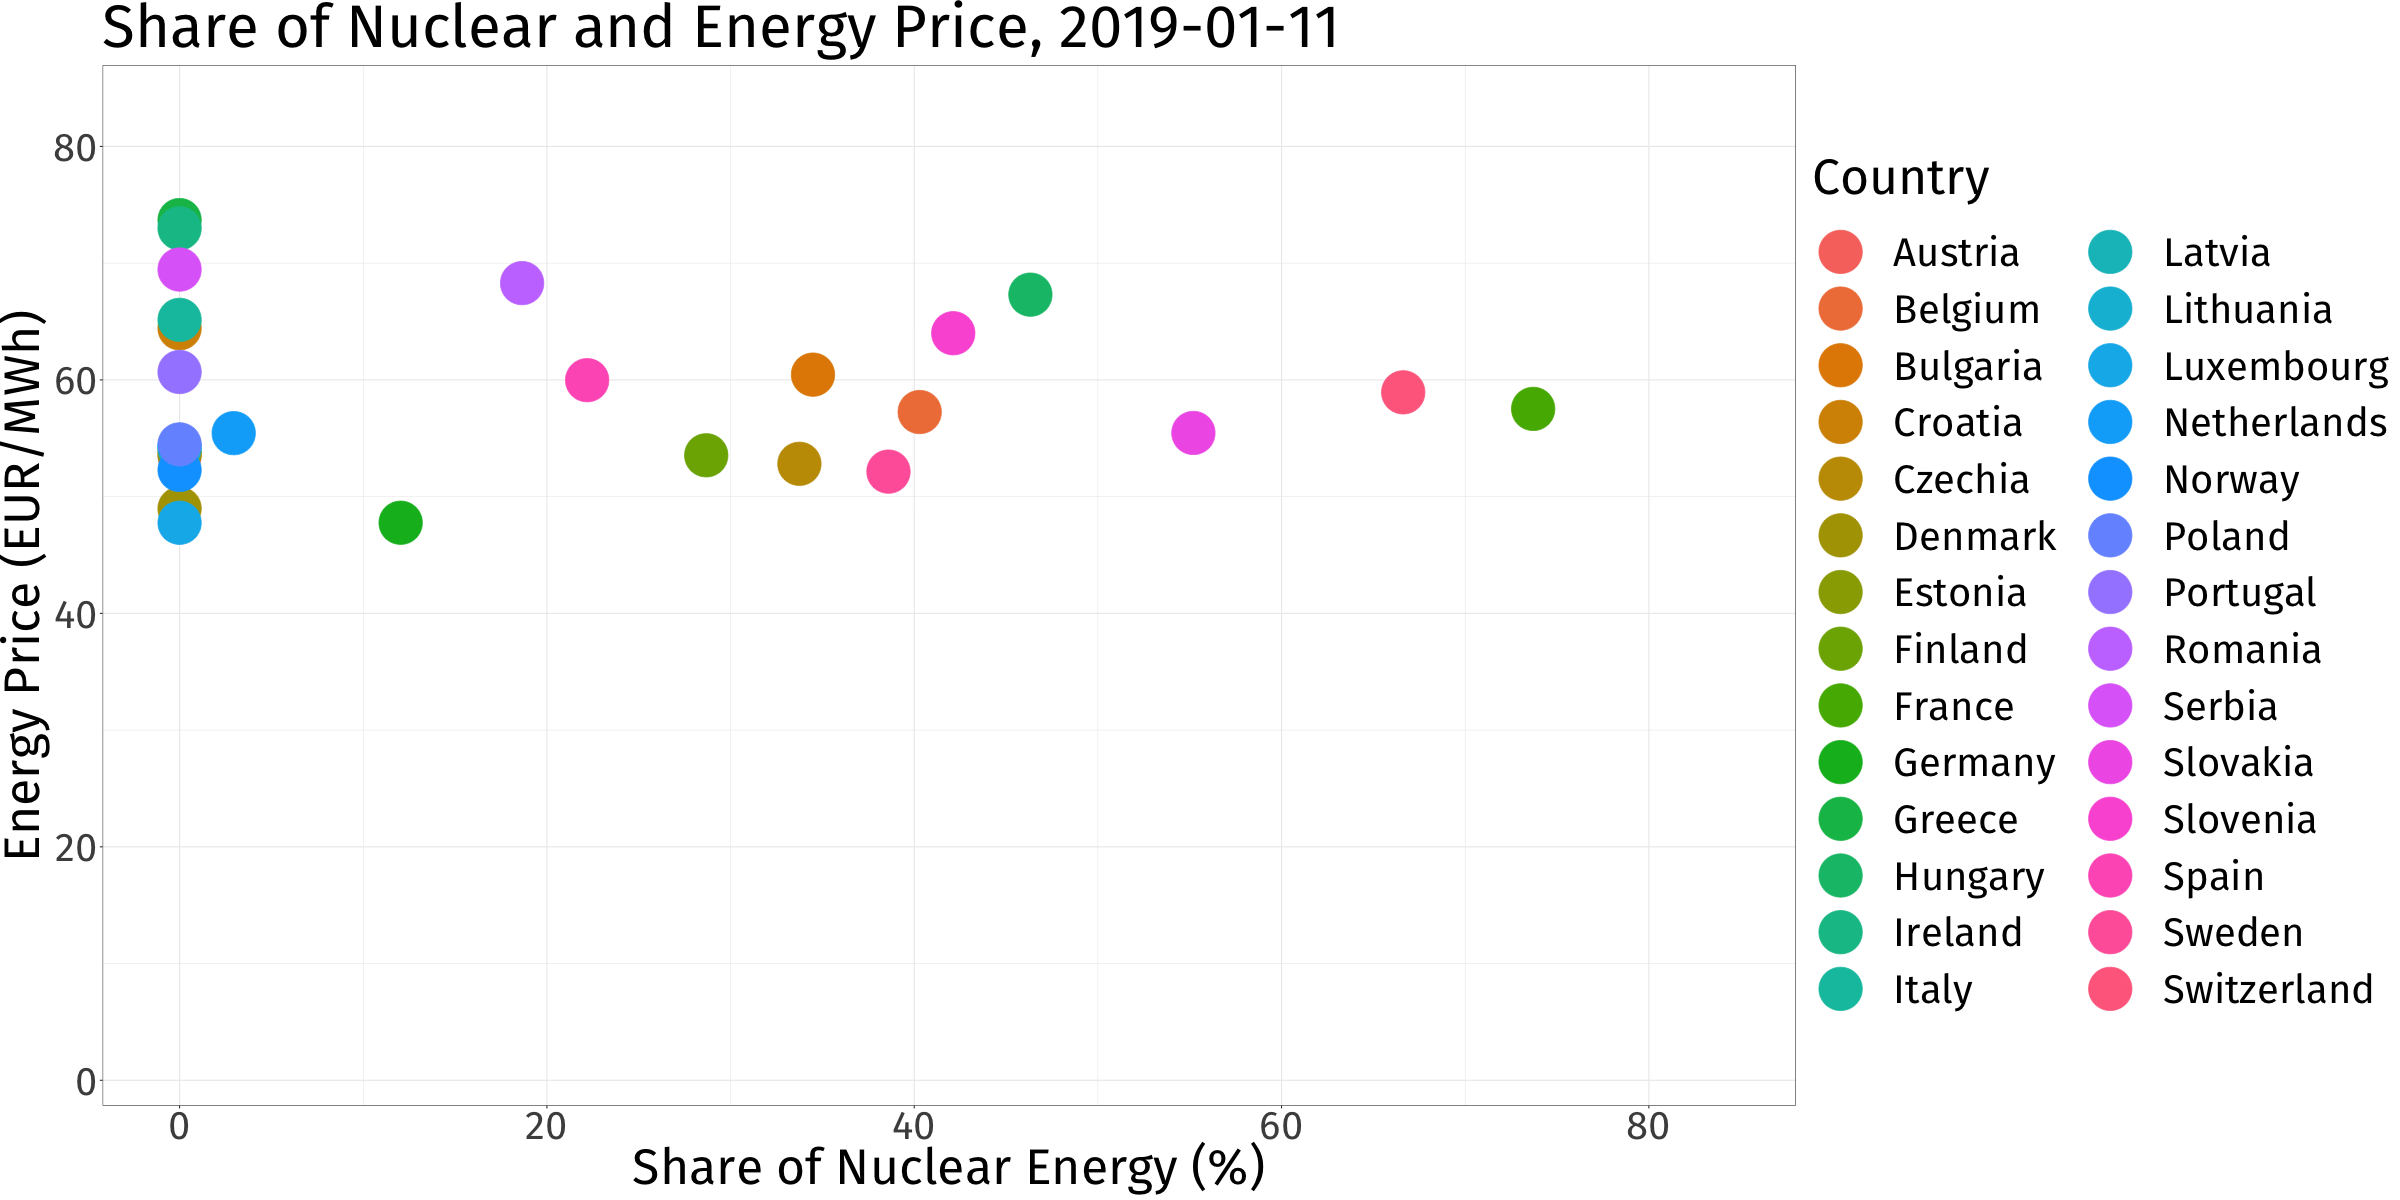 Share of Nuclear and Energy Price, 2019-01-11
Energy Price (EUR/MWh)
80
60
40
20
0
0 20 40 60 80
Share of Nuclear Energy (%)
Country
Austria
Belgium
Bulgaria
Croatia
Czechia
Denmark
Estonia
Finland
France
Germany
Greece
Hungary
Ireland
Italy
Latvia
Lithuania
Luxembourg
Netherlands
Norway
Poland
Portugal
Romania
Serbia
Slovakia
Slovenia
Spain
Sweden
Switzerland